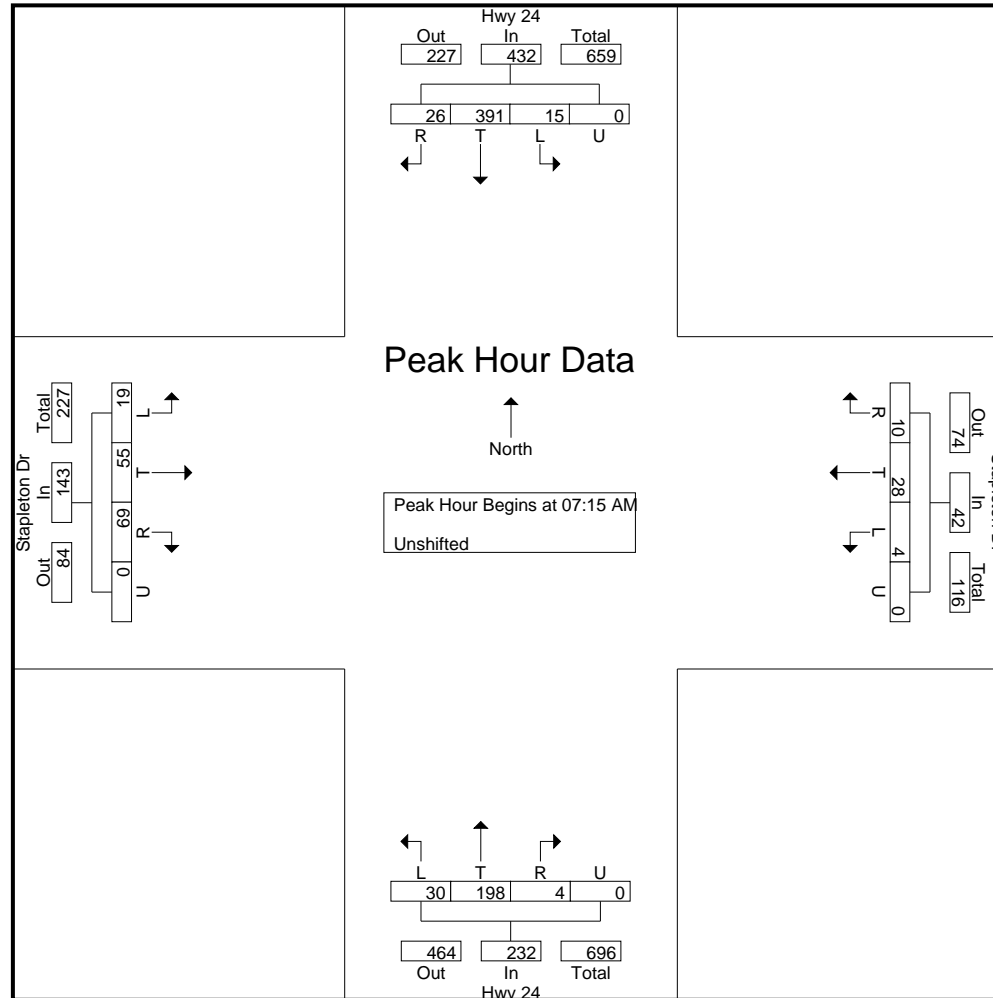 Hwy 24
Out In Total
227 432 659
26 391 15 0
R T L U
Peak Hour Data
North
Peak Hour Begins at 07:15 AM
Unshifted
Stapleton Dr
Total In Out
227 143 84
19 55 69 0
L T R U
Out In Total
74 42 116
10 28 4 0
R T L U
L T R U
30 198 4 0
464 232 696
Out In Total
Hwy 24